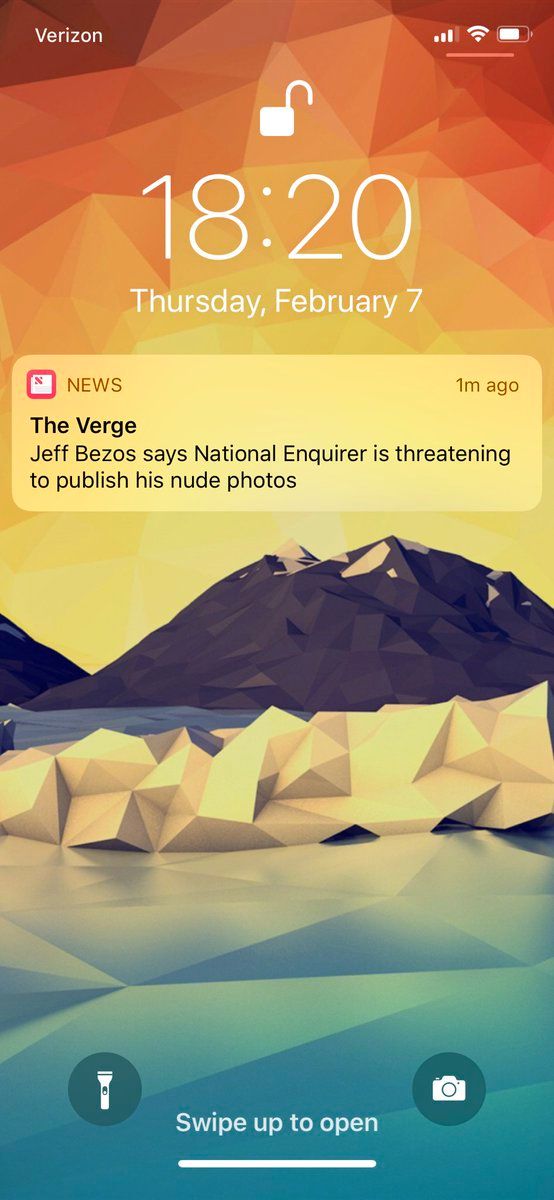 Verizon
18:20
Thursday, February 7
NEWS 1m ago
The Verge
Jeff Bezos says National Enquirer is threatening
to publish his nude photos
Swipe up to open